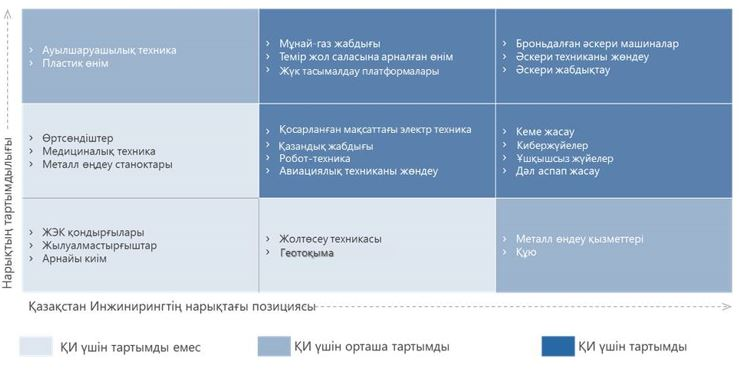 Нарықтың тартымдылығы
Ауылшаруашылық техника
Пластик өнім
Мұнай-газ жабдығы
Темір жол саласына арналған өнім
Жүк тасымалдау платформалары
Броньдалған әскери машиналар
Әскери техниканы жөндеу
Әскери жабдықтау
Өртсөндіштер
Медициналық техника
Металл өңдеу станоктары
Қосарланған мақсаттағы электр техника
Қазандық жабдығы
Робот-техника
Авиациялық техниканы жөндеу
Кеме жасау
Кибержүйелер
Ұшқышсыз жүйелер
Дәл аспап жасау
ЖЭК қондырғылары
Жылуалмастырғыштар
Арнайы киім
Жолтөсеу техникасы
Геотоқыма
Металл өңдеу қызметтері
Құю
Қазақстан Инжинирингтің нарықтағы позициясы
ҚИ үшін тартымды емес
ҚИ үшін орташа тартымды
ҚИ үшін тартымды